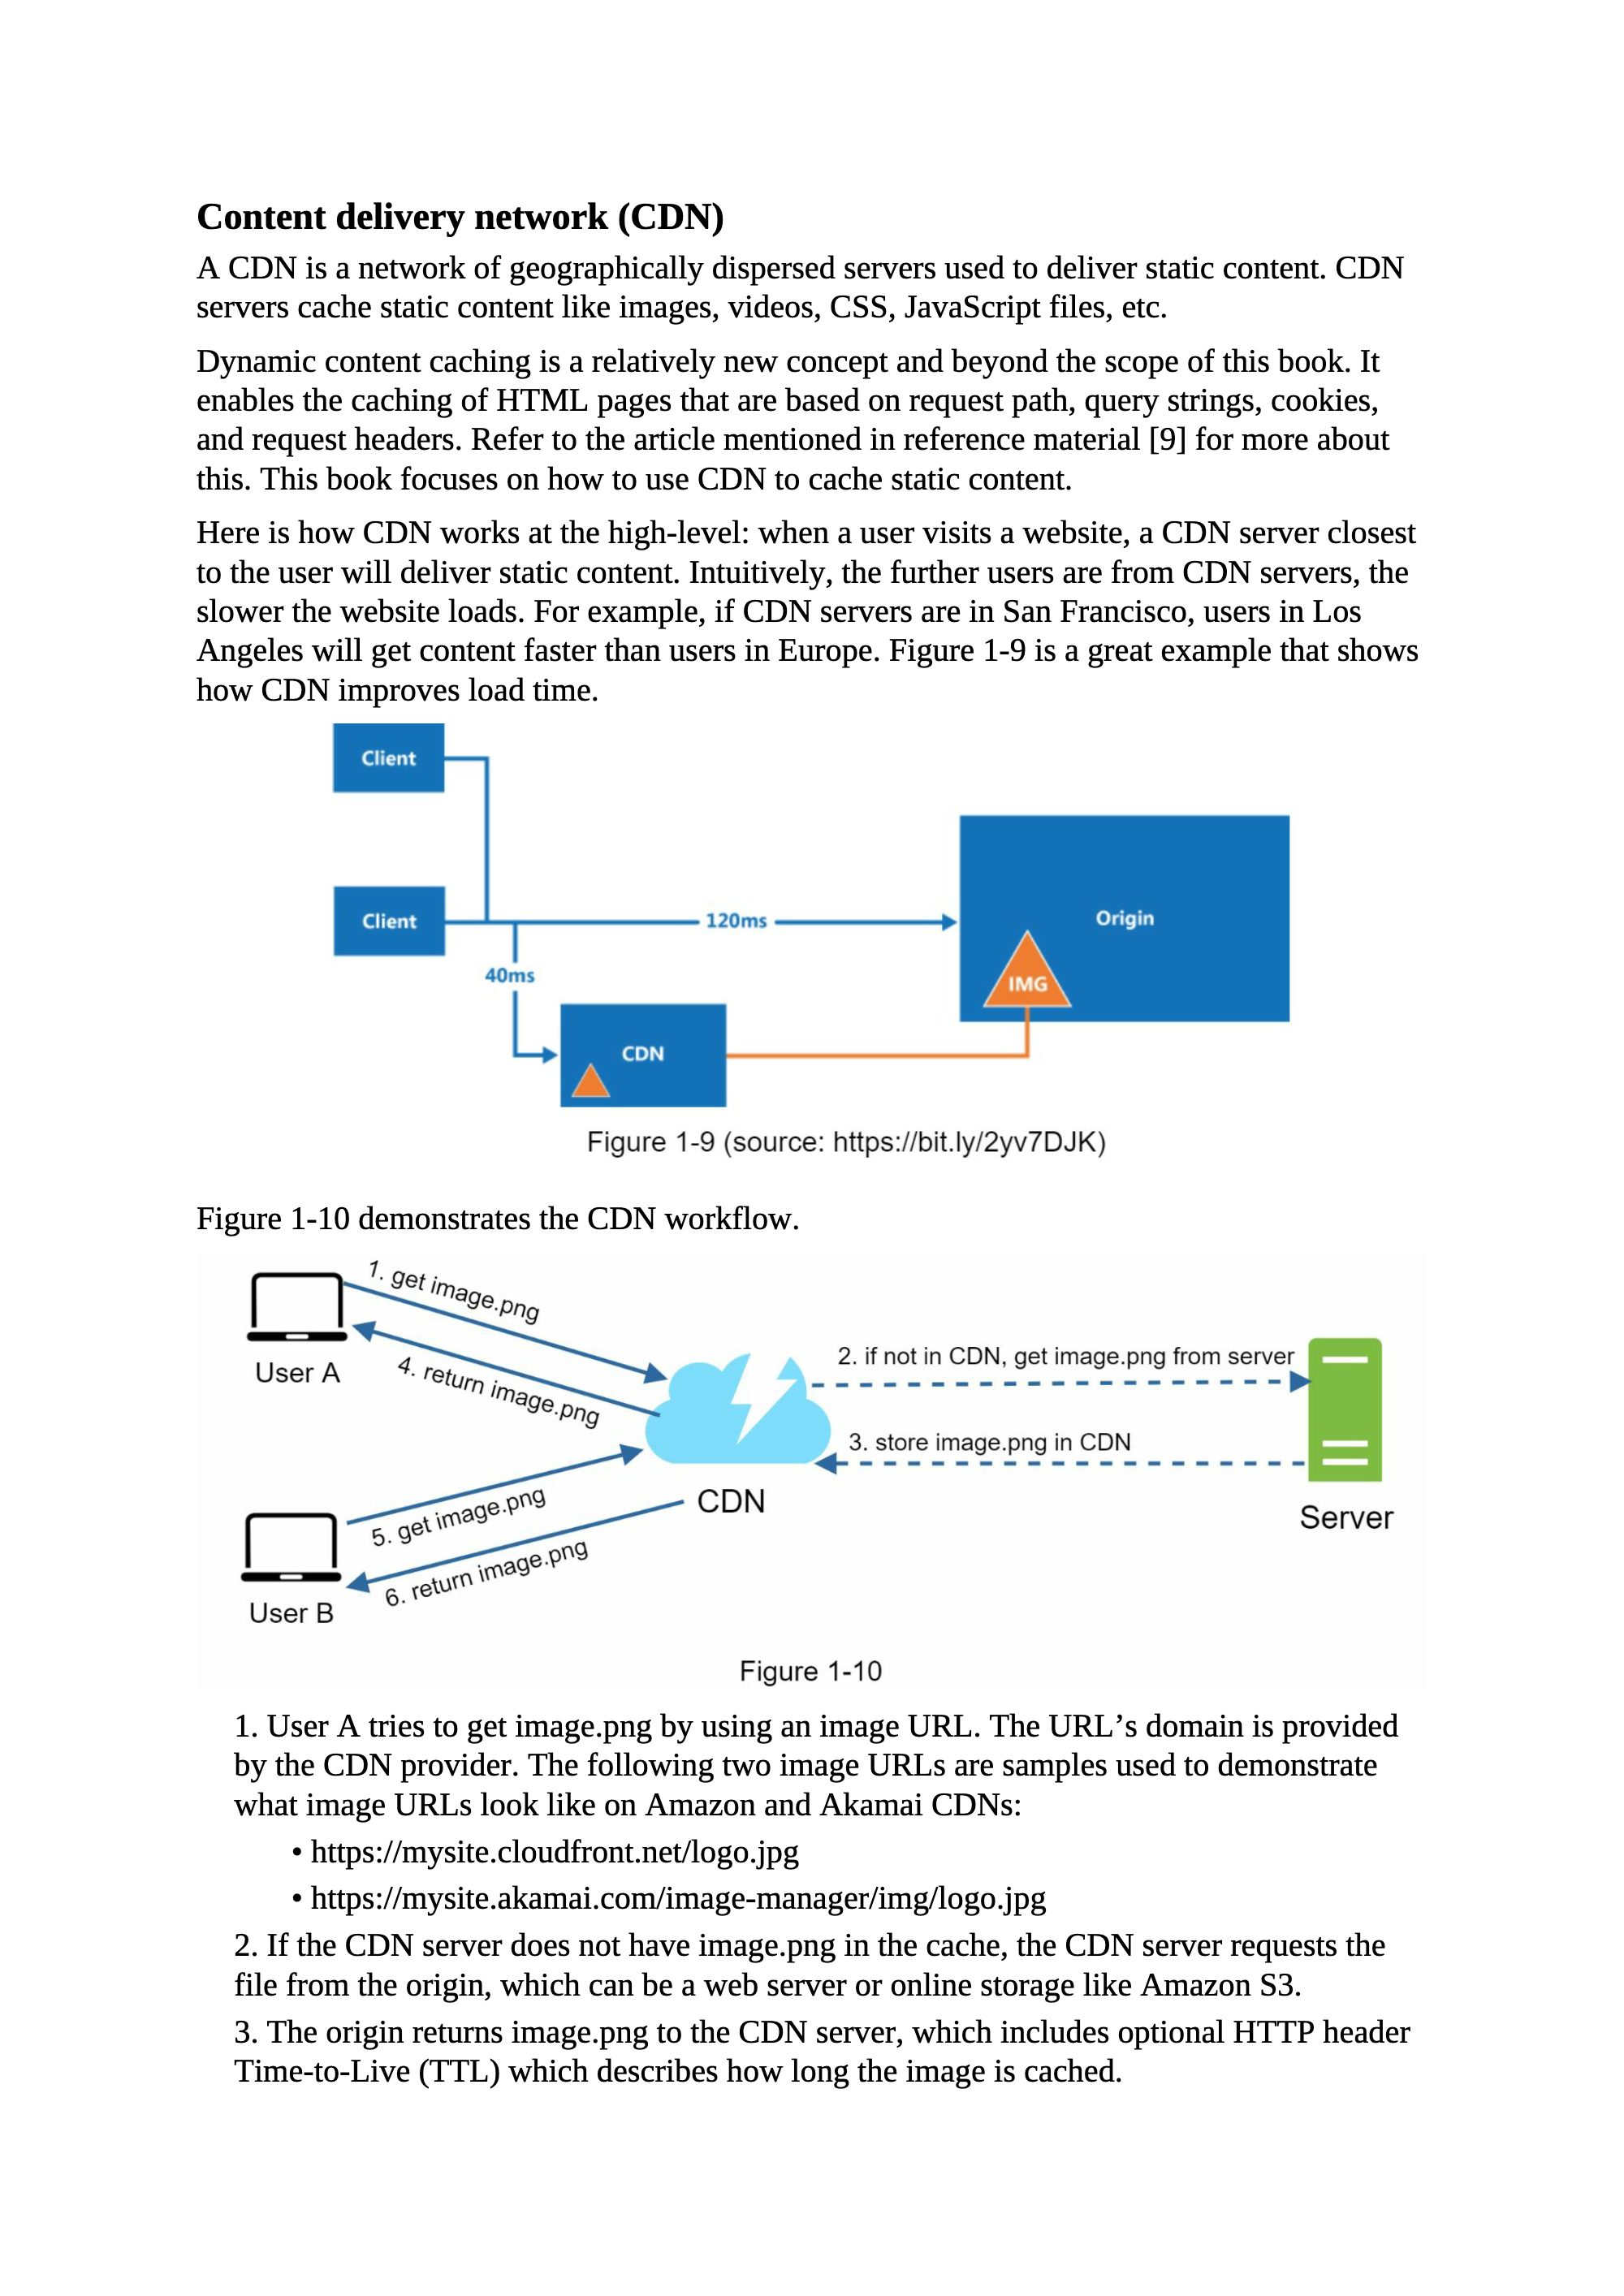 Content delivery network (CDN)
A CDN is a network of geographically dispersed servers used to deliver static content. CDN
servers cache static content like images, videos, CSS, JavaScript files, etc.
Dynamic content caching is a relatively new concept and beyond the scope of this book. It
enables the caching of HTML pages that are based on request path, query strings, cookies,
and request headers. Refer to the article mentioned in reference material [9] for more about
this. This book focuses on how to use CDN to cache static content.
Here is how CDN works at the high-level: when a user visits a website, a CDN server closest
to the user will deliver static content. Intuitively, the further users are from CDN servers, the
slower the website loads. For example, if CDN servers are in San Francisco, users in Los
Angeles will get content faster than users in Europe. Figure 1-9 is a great example that shows
how CDN improves load time.
Client
Client
120ms
Origin
40ms
IMG
CDN
Figure 1-9 (source: https://bit.ly/2yv7DJK)
Figure 1-10 demonstrates the CDN workflow.
1. get image.png
User A
4. return image.png
2. if not in CDN, get image.png from server
3. store image.png in CDN
CDN
Server
5. get image.png
6. return image.png
User B
Figure 1-10
1. User A tries to get image.png by using an image URL. The URL’s domain is provided
by the CDN provider. The following two image URLs are samples used to demonstrate
what image URLs look like on Amazon and Akamai CDNs:
• https://mysite.cloudfront.net/logo.jpg
• https://mysite.akamai.com/image-manager/img/logo.jpg
2. If the CDN server does not have image.png in the cache, the CDN server requests the
file from the origin, which can be a web server or online storage like Amazon S3.
3. The origin returns image.png to the CDN server, which includes optional HTTP header
Time-to-Live (TTL) which describes how long the image is cached.